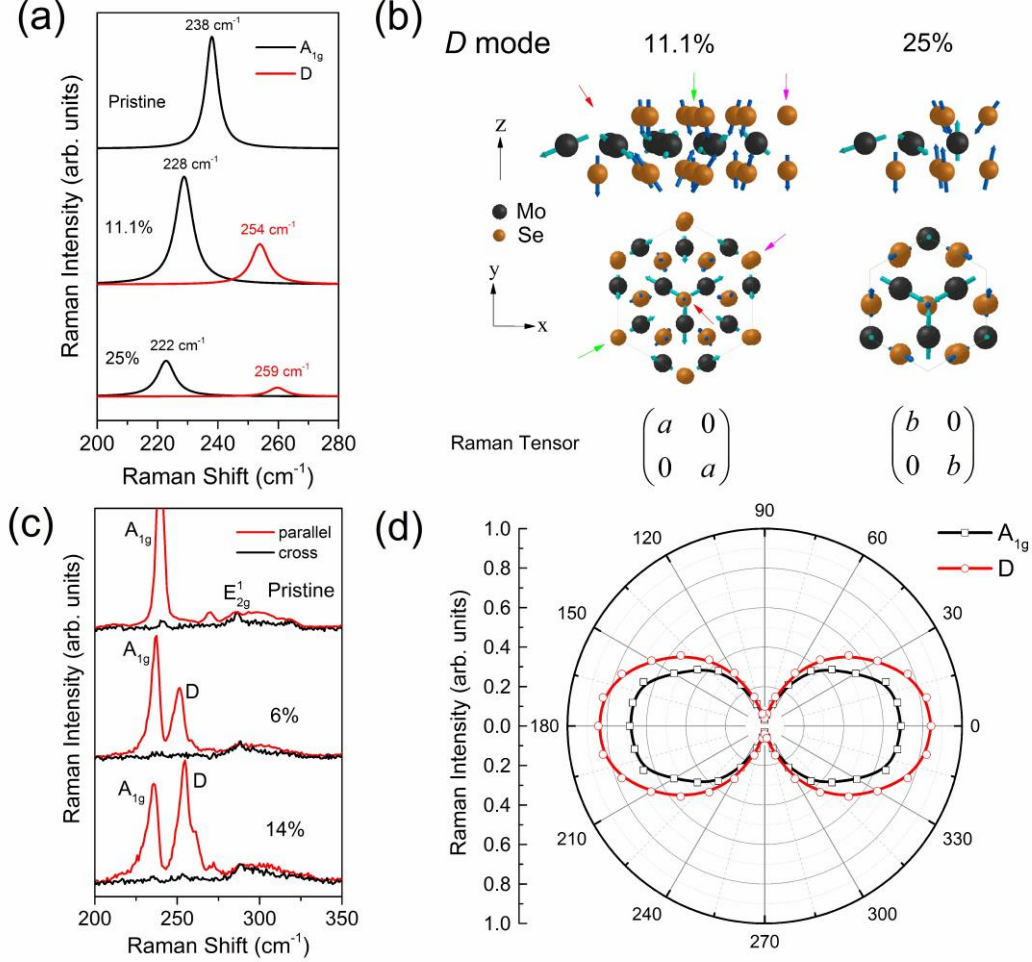 (a)
238 cm⁻¹
A₁g
D
Pristine
228 cm⁻¹
11.1%
254 cm⁻¹
222 cm⁻¹
25%
259 cm⁻¹
200 220 240 260 280
Raman Shift (cm⁻¹)
Raman Intensity (arb. units)
(b)
D mode 11.1% 25%
z
Mo
Se
y
x
Raman Tensor
a 0
0 a
b 0
0 b
(c)
A₁g
parallel
cross
E¹₂g
Pristine
A₁g
D
6%
A₁g
D
14%
200 250 300 350
Raman Shift (cm⁻¹)
Raman Intensity (arb. units)
(d)
A₁g
D
1.0
0.8
0.6
0.4
0.2
0.0
0.2
0.4
0.6
0.8
1.0
Raman Intensity (arb. units)
90
120
60
150
30
180
0
210
330
240
300
270